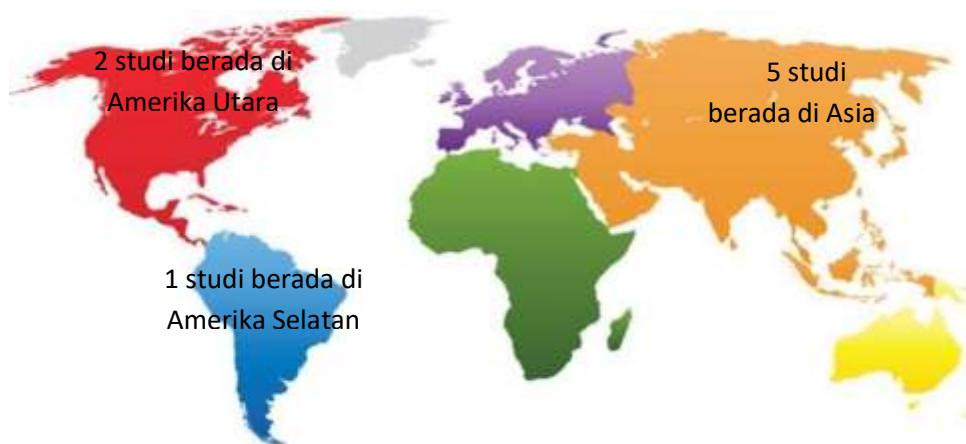 2 studi berada di
Amerika Utara
5 studi
berada di Asia
1 studi berada di
Amerika Selatan